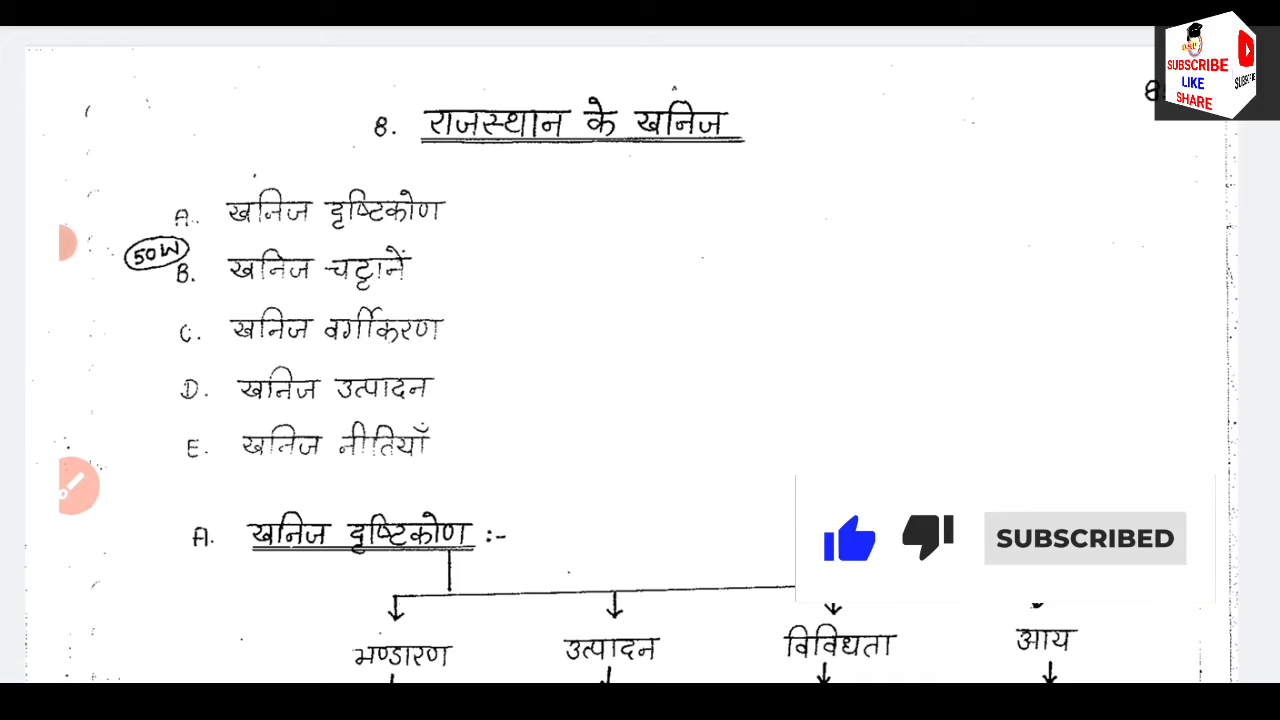 SUBSCRIBE
LIKE
SHARE
SUBSCRIBE
8. राजस्थान के खनिज
A. खनिज दृष्टिकोण
50W
B. खनिज चट्टानें
C. खनिज वर्गीकरण
D. खनिज उत्पादन
E. खनिज नीतियाँ
A. खनिज दृष्टिकोण :-
SUBSCRIBED
भण्डारण उत्पादन विविधता आय